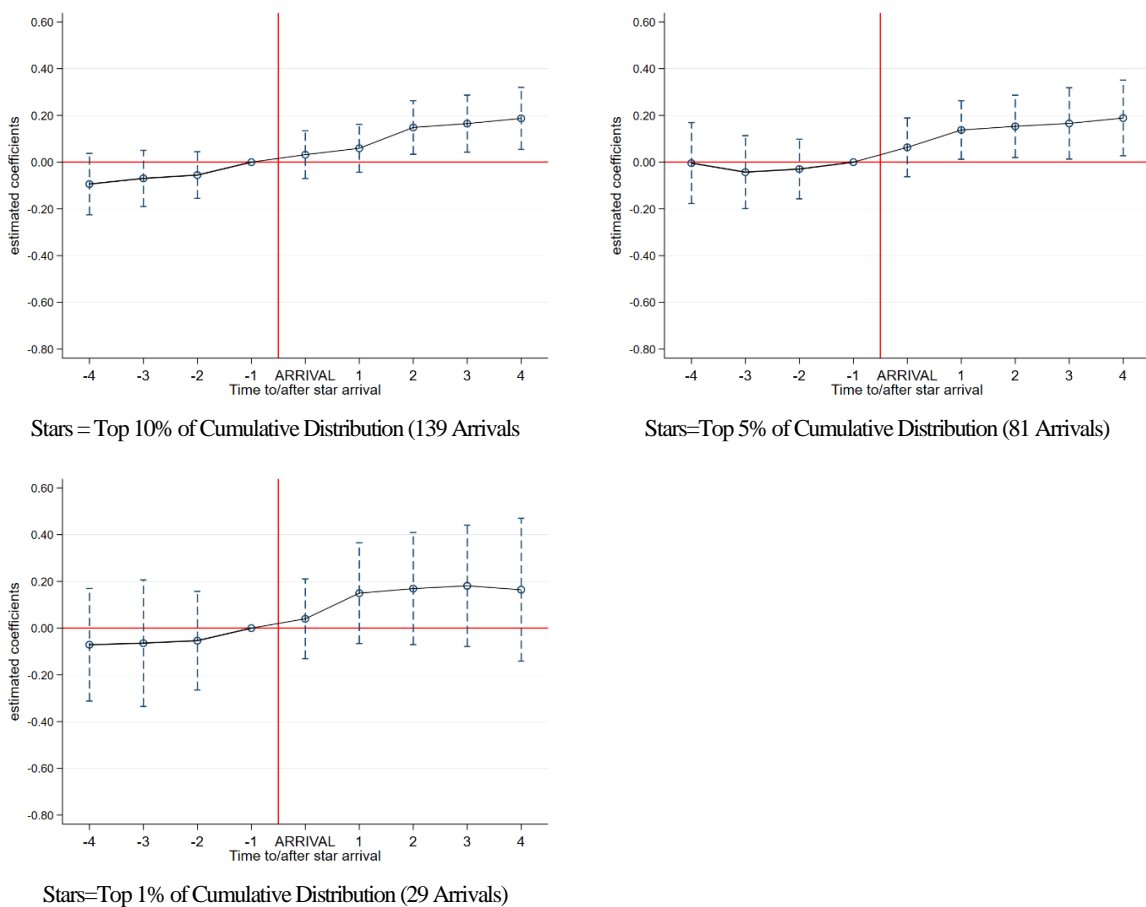 0.60
0.40
0.20
0.00
-0.20
-0.40
-0.60
-0.80
estimated coefficients
-4 -3 -2 -1 ARRIVAL 1 2 3 4
Time to/after star arrival
Stars = Top 10% of Cumulative Distribution (139 Arrivals
0.60
0.40
0.20
0.00
-0.20
-0.40
-0.60
-0.80
estimated coefficients
-4 -3 -2 -1 ARRIVAL 1 2 3 4
Time to/after star arrival
Stars=Top 5% of Cumulative Distribution (81 Arrivals)
0.60
0.40
0.20
0.00
-0.20
-0.40
-0.60
-0.80
estimated coefficients
-4 -3 -2 -1 ARRIVAL 1 2 3 4
Time to/after star arrival
Stars=Top 1% of Cumulative Distribution (29 Arrivals)